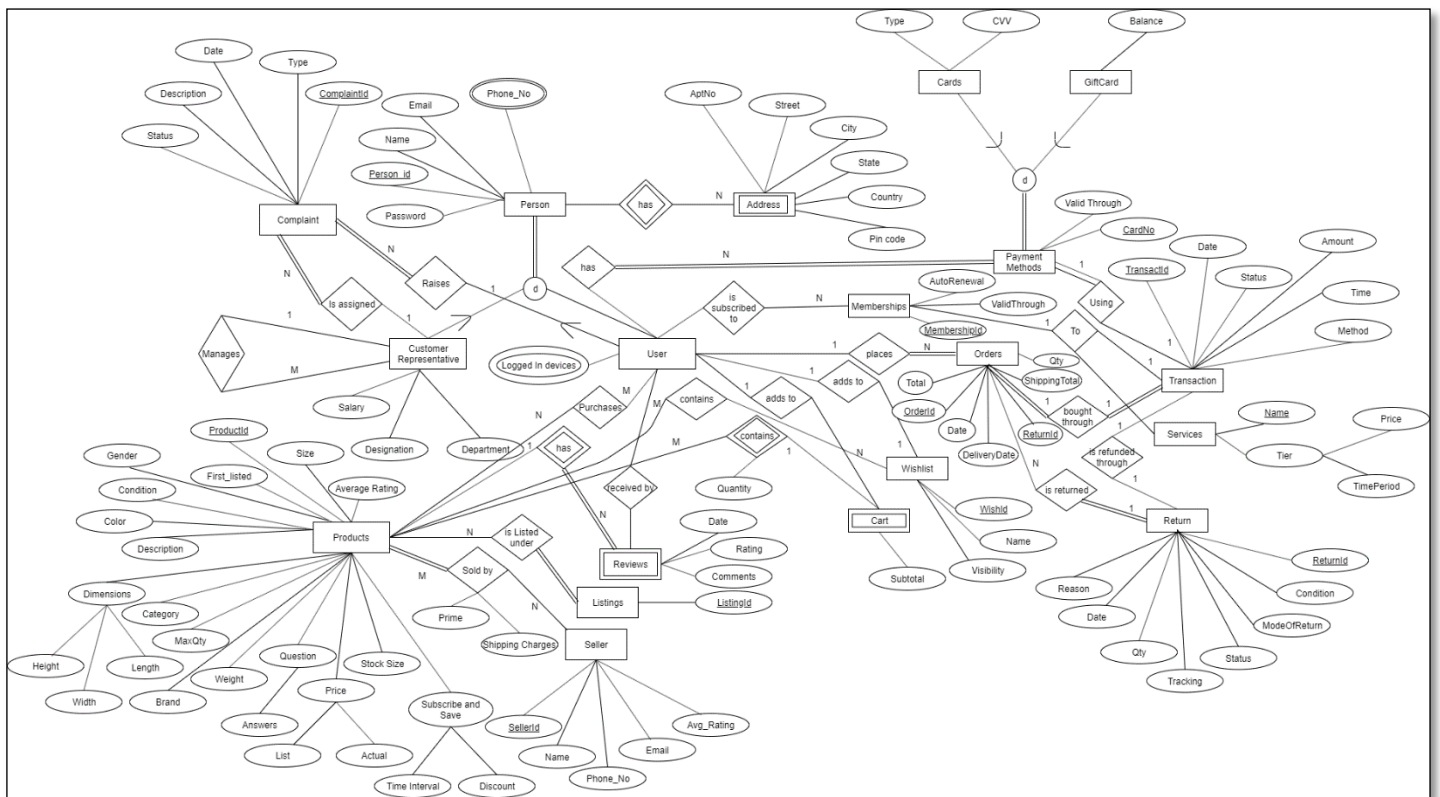 Type
CVV
Balance
Date
Type
Cards
GiftCard
Description
ComplaintId
Email
Phone_No
AptNo
Street
Status
Name
City
Person_id
State
d
Complaint
Password
Person
has
N
Address
Country
Valid Through
Pin code
CardNo
Date
Amount
N
N
has
N
Payment
Methods
1
TransactId
Status
Is assigned
Raises
1
d
AutoRenewal
Using
Time
1
1
is
subscribed
to
N
Memberships
ValidThrough
MembershipId
1
To
1
Method
Manages
M
Customer
Representative
Logged In devices
User
1
places
N
Orders
Qty
1
1
Transaction
Salary
Purchases
M
contains
1
adds to
1
adds to
Total
ShippingTotal
1
bought
through
1
ProductId
Designation
N
M
OrderId
Date
ReturnId
1
Name
Price
Gender
Size
Department
1
has
M
contains
1
DeliveryDate
N
is refunded
through
Services
Tier
First_listed
Condition
Average Rating
received by
Quantity
N
1
Wishlist
is returned
1
TimePeriod
Color
Description
Products
N
is Listed
under
N
Date
Cart
WishId
1
Return
Dimensions
M
Sold by
Reviews
Rating
Name
ReturnId
Category
Prime
N
Comments
Subtotal
Visibility
Reason
Condition
MaxQty
Listings
ListingId
Date
ModeOfReturn
Height
Length
Question
Stock Size
Shipping Charges
Seller
Qty
Status
Width
Brand
Weight
Price
Subscribe and
Save
Tracking
Answers
SellerId
Avg_Rating
List
Actual
Name
Email
Time Interval
Discount
Phone_No